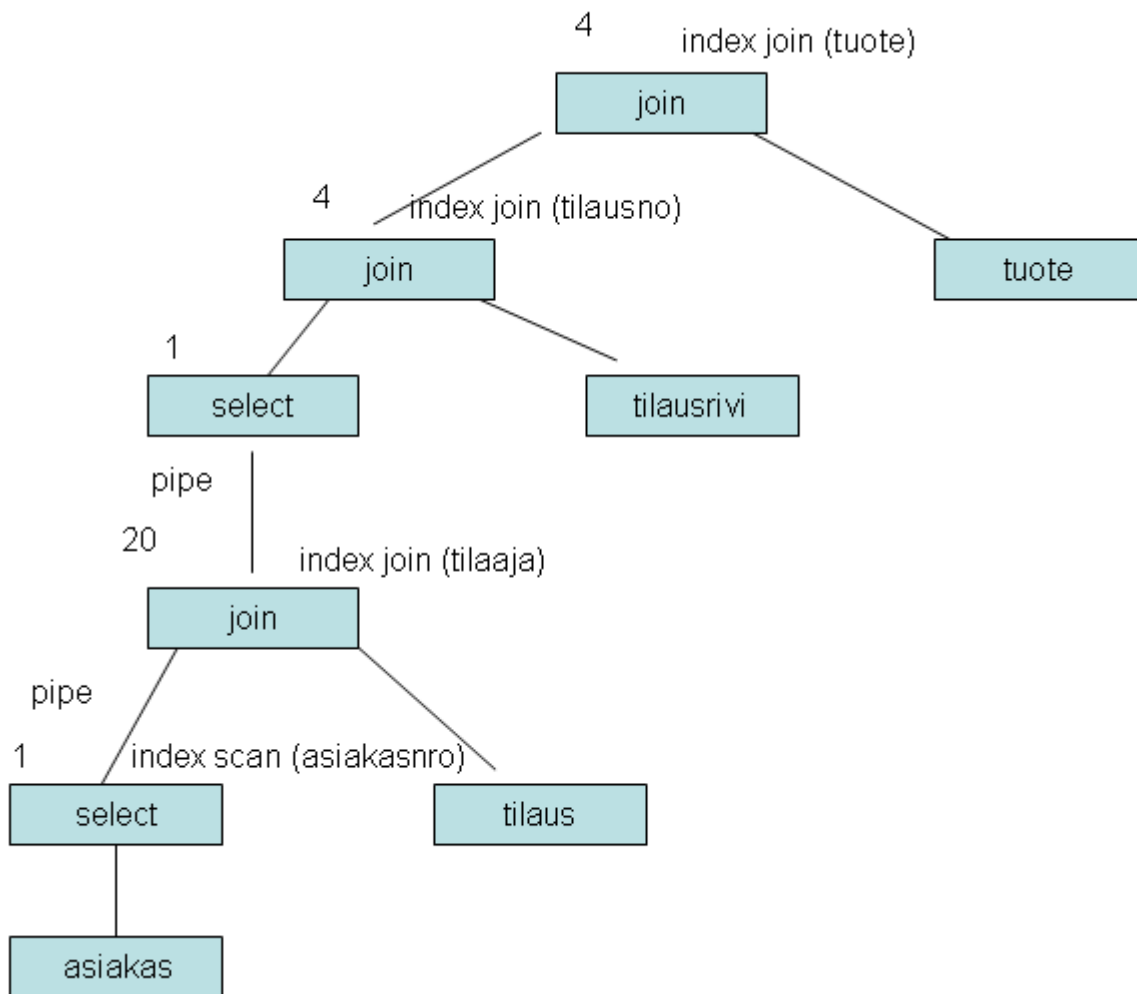 4
index join (tuote)
join
4
index join (tilausno)
join
tuote
1
select
tilausrivi
pipe
20
index join (tilaaja)
join
pipe
1
index scan (asiakasnro)
select
tilaus
asiakas